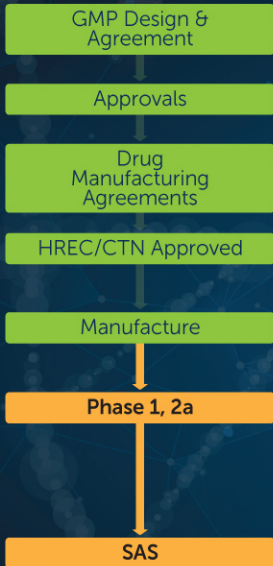 GMP Design &
Agreement
Approvals
Drug
Manufacturing
Agreements
HREC/CTN Approved
Manufacture
Phase 1, 2a
SAS